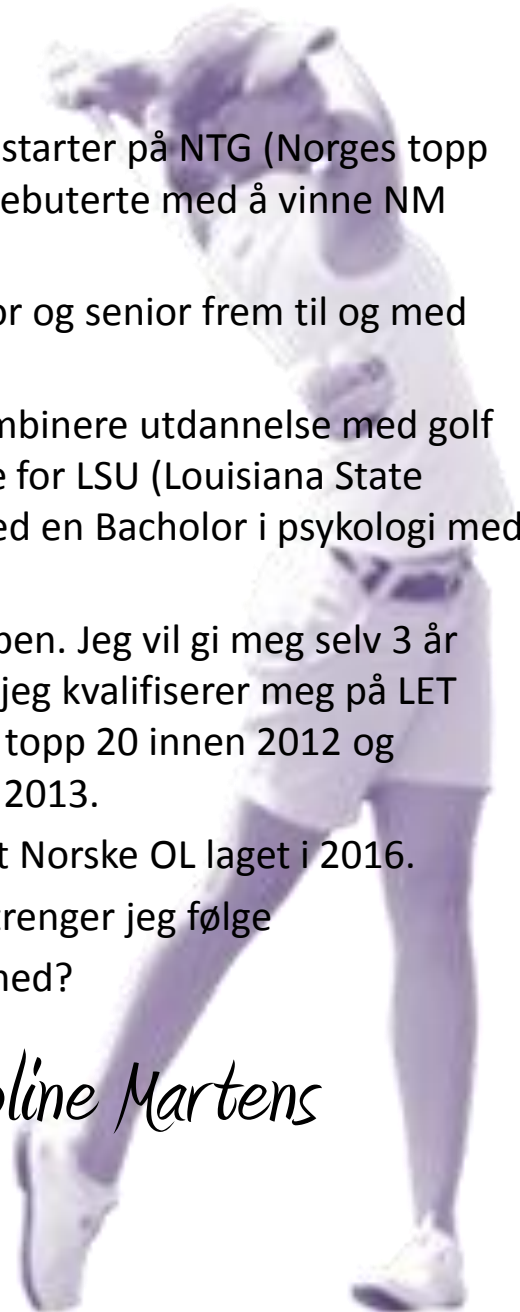 starter på NTG (Norges topp
ebuterte med å vinne NM
or og senior frem til og med
mbinere utdannelse med golf
e for LSU (Louisiana State
ed en Bacholor i psykologi med
pen. Jeg vil gi meg selv 3 år
jeg kvalifiserer meg på LET
topp 20 innen 2012 og
2013.
t Norske OL laget i 2016.
trenger jeg følge
med?
oline Martens